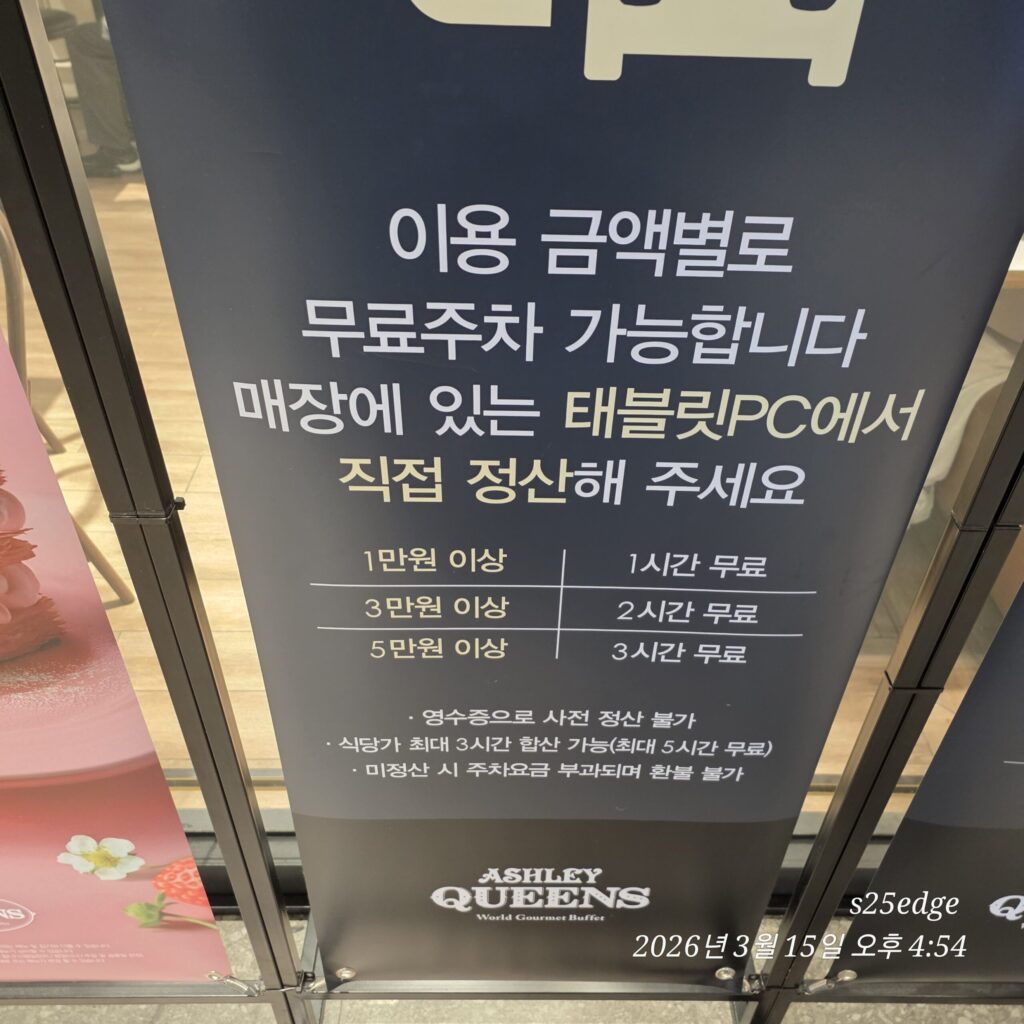 이용 금액별로
무료주차 가능합니다
매장에 있는 태블릿PC에서
직접 정산해 주세요
1만원 이상 1시간 무료
3만원 이상 2시간 무료
5만원 이상 3시간 무료
· 영수증으로 사전 정산 불가
· 식당가 최대 3시간 합산 가능(최대 5시간 무료)
· 미정산 시 주차요금 부과되며 환불 불가
ASHLEY
QUEENS
World Gourmet Buffet
s25edge
2026년 3월 15일 오후 4:54